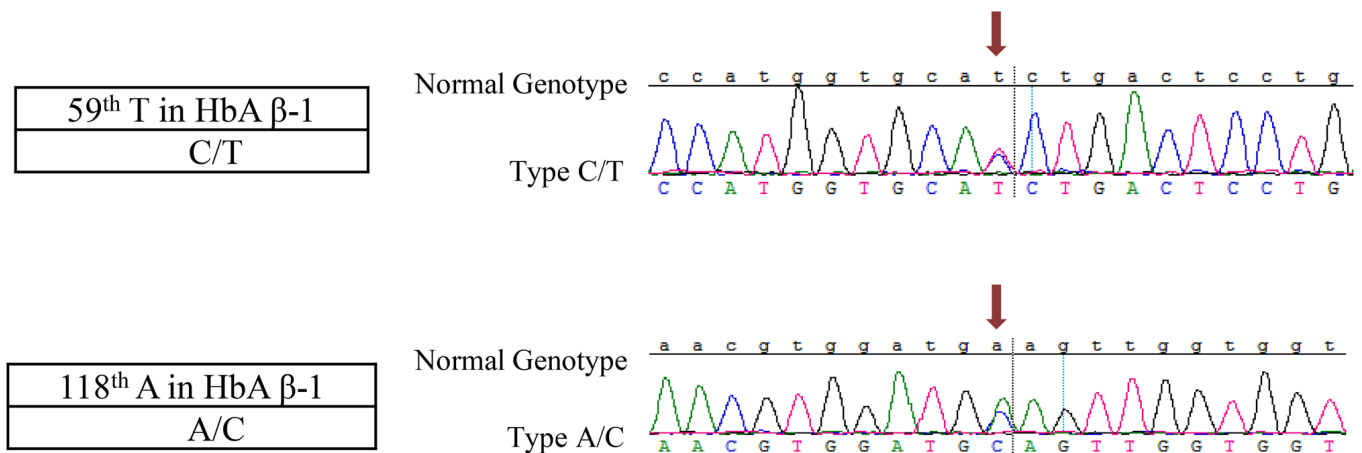 59th T in HbA β-1
C/T
Normal Genotype
c c a t g g t g c a t c t g a c t c c t g
Type C/T
C C A T G G T G C A T C T G A C T C C T G
118th A in HbA β-1
A/C
Normal Genotype
a a c g t g g a t g a a g t t g g t g g t
Type A/C
A A C G T G G A T G C A G T T G G T G G T